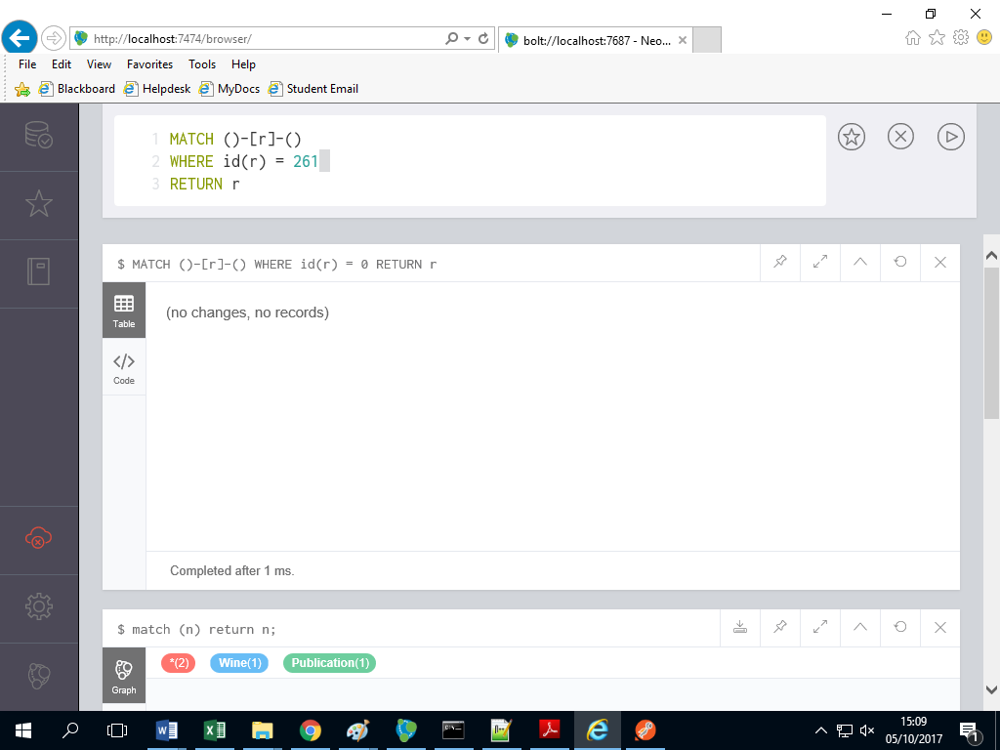 http://localhost:7474/browser/
bolt://localhost:7687 - Neo...
File Edit View Favorites Tools Help
Blackboard Helpdesk MyDocs Student Email
1 MATCH ()-[r]-()
2 WHERE id(r) = 261
3 RETURN r
$ MATCH ()-[r]-() WHERE id(r) = 0 RETURN r
Table
(no changes, no records)
Code
Completed after 1 ms.
$ match (n) return n;
Graph
*(2) Wine(1) Publication(1)
15:09
05/10/2017
1